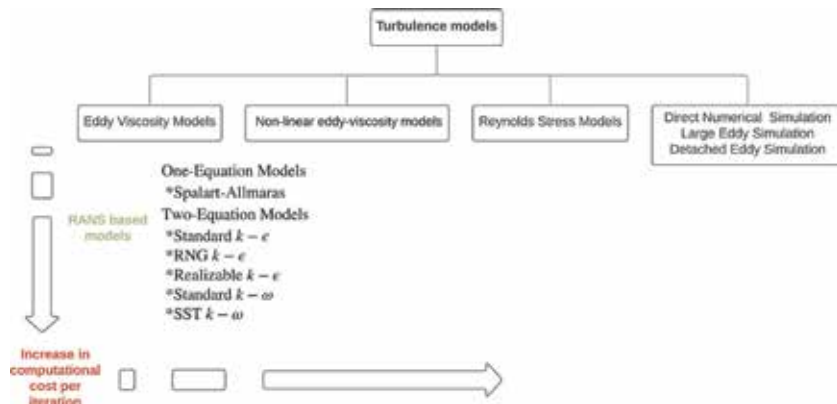 Turbulence models
Eddy Viscosity Models
Non-linear eddy-viscosity models
Reynolds Stress Models
Direct Numerical Simulation
Large Eddy Simulation
Detached Eddy Simulation
One-Equation Models
*Spalart-Allmaras
Two-Equation Models
*Standard k − ϵ
*RNG k − ϵ
*Realizable k − ϵ
*Standard k − ω
*SST k − ω
RANS based
models
Increase in
computational
cost per
iteration